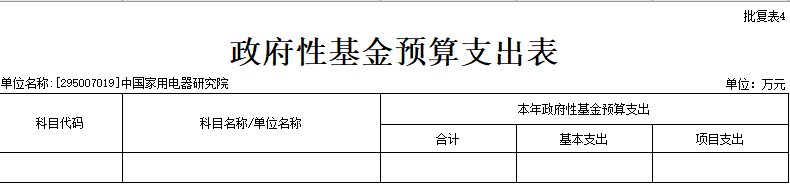 批复表4
政府性基金预算支出表
单位名称:[295007019]中国家用电器研究院 单位：万元
科目代码 科目名称/单位名称 本年政府性基金预算支出
合计 基本支出 项目支出